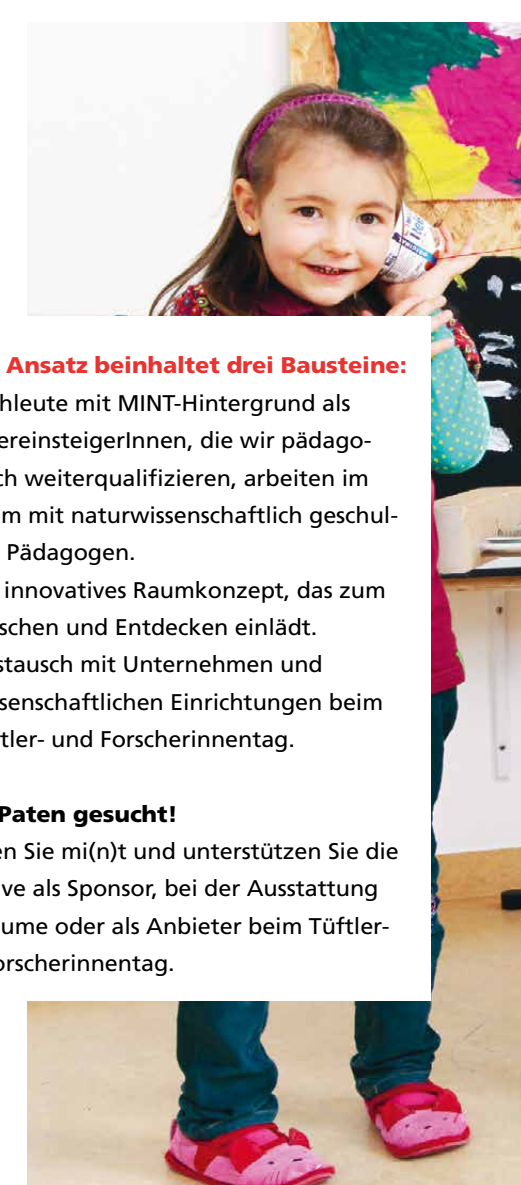 Ansatz beinhaltet drei Bausteine:
hleute mit MINT-Hintergrund als
ereinsteigerInnen, die wir pädago-
ch weiterqualifizieren, arbeiten im
m mit naturwissenschaftlich geschul-
Pädagogen.
innovatives Raumkonzept, das zum
schen und Entdecken einlädt.
stausch mit Unternehmen und
senschaftlichen Einrichtungen beim
tler- und Forscherinnentag.
Paten gesucht!
en Sie mi(n)t und unterstützen Sie die
ve als Sponsor, bei der Ausstattung
ume oder als Anbieter beim Tüftler-
orscherinnentag.